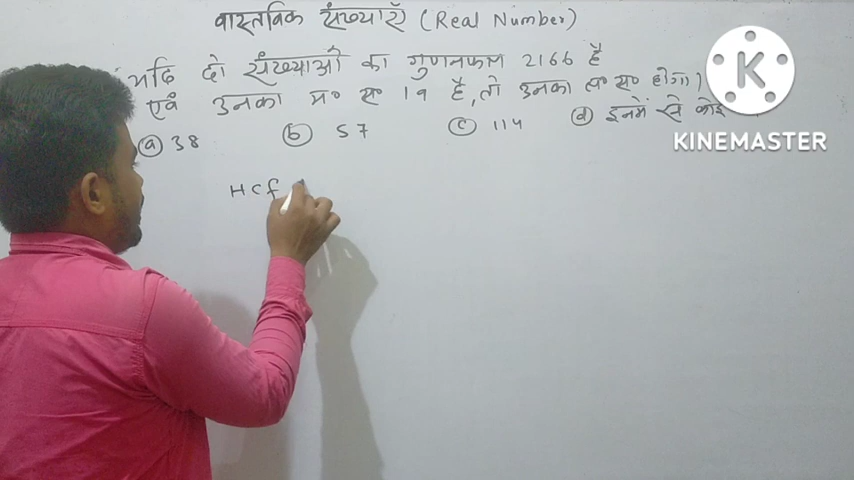 वास्तविक संख्याएँ (Real Number)
यदि दो संख्याओं का गुणनफल 2166 है
एवं उनका म० स० 19 है, तो उनका ल० स० होगा।
(a) 38 (b) 57 (c) 114 (d) इनमें से कोई
HCf
KINEMASTER